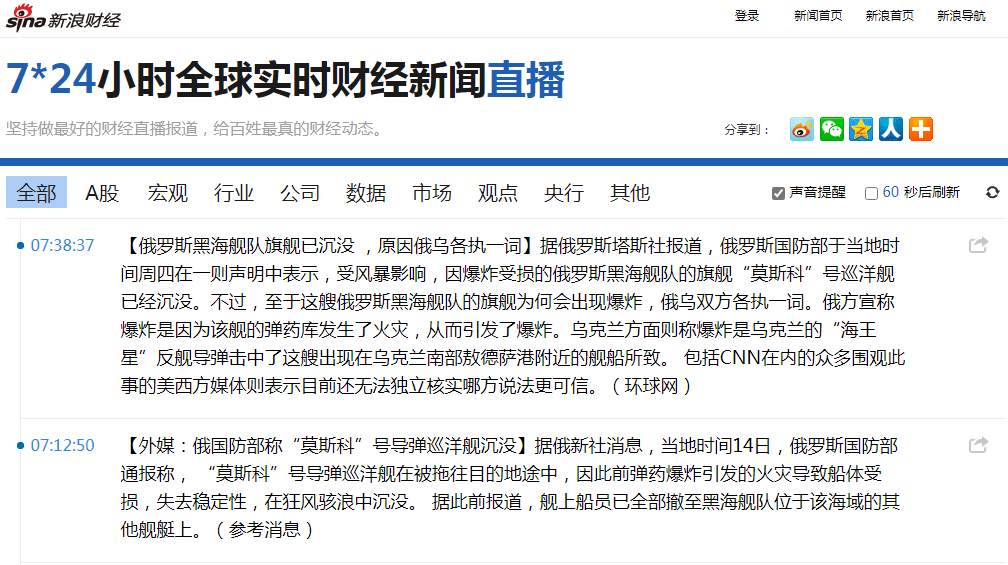 sina新浪财经
登录 新闻首页 新浪首页 新浪导航
7*24小时全球实时财经新闻直播
坚持做最好的财经直播报道，给百姓最真的财经动态。
分享到：
全部 A股 宏观 行业 公司 数据 市场 观点 央行 其他 声音提醒 60 秒后刷新
07:38:37 【俄罗斯黑海舰队旗舰已沉没 ，原因俄乌各执一词】据俄罗斯塔斯社报道，俄罗斯国防部于当地时
间周四在一则声明中表示，受风暴影响，因爆炸受损的俄罗斯黑海舰队的旗舰“莫斯科”号巡洋舰
已经沉没。不过，至于这艘俄罗斯黑海舰队的旗舰为何会出现爆炸，俄乌双方各执一词。俄方宣称
爆炸是因为该舰的弹药库发生了火灾，从而引发了爆炸。乌克兰方面则称爆炸是乌克兰的“海王
星”反舰导弹击中了这艘出现在乌克兰南部敖德萨港附近的舰船所致。 包括CNN在内的众多围观此
事的美西方媒体则表示目前还无法独立核实哪方说法更可信。（环球网）
07:12:50 【外媒：俄国防部称“莫斯科”号导弹巡洋舰沉没】据俄新社消息，当地时间14日，俄罗斯国防部
通报称， “莫斯科”号导弹巡洋舰在被拖往目的地途中，因此前弹药爆炸引发的火灾导致船体受
损，失去稳定性，在狂风骇浪中沉没。 据此前报道，舰上船员已全部撤至黑海舰队位于该海域的其
他舰艇上。（参考消息）